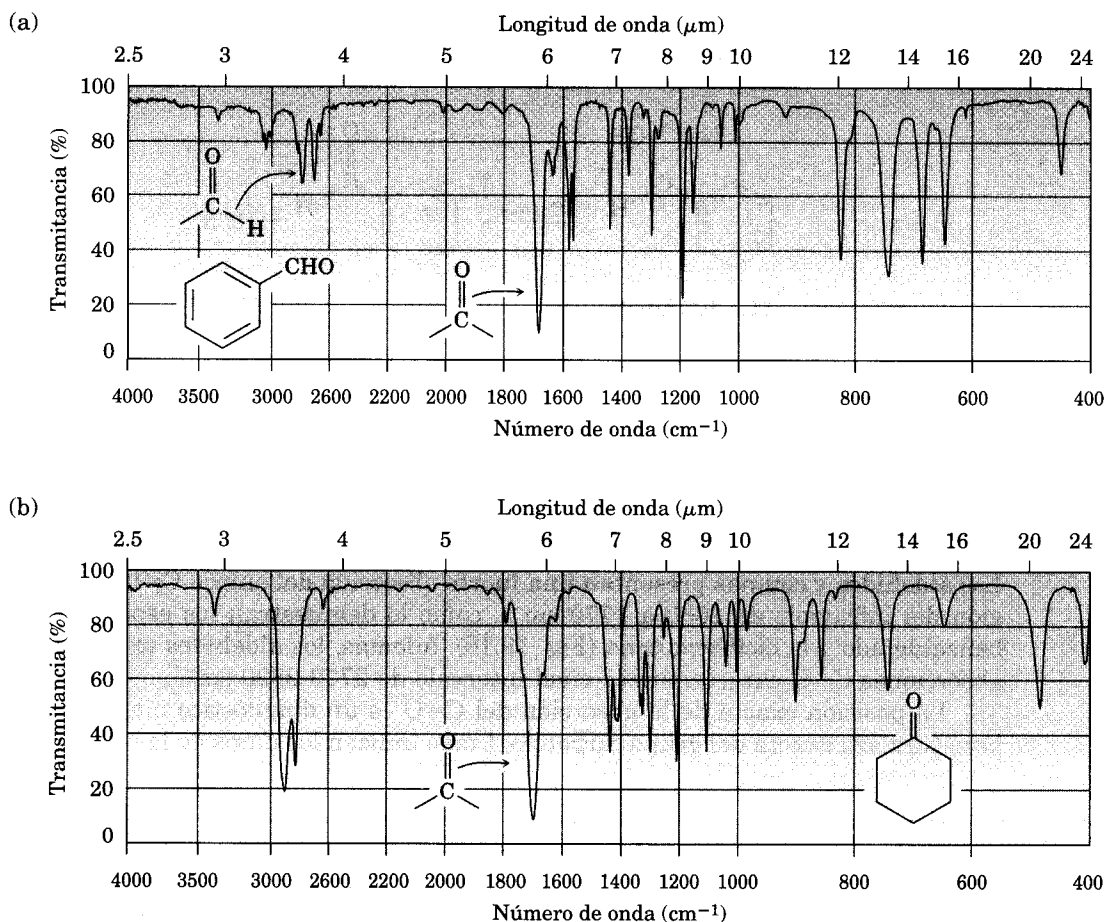 (a)
Longitud de onda (μm)
2.5 3 4 5 6 7 8 9 10 12 14 16 20 24
Transmitancia (%)
100
80
60
40
20
0
O
C
H
CHO
O
C
4000 3500 3000 2600 2200 2000 1800 1600 1400 1200 1000 800 600 400
Número de onda (cm⁻¹)
(b)
Longitud de onda (μm)
2.5 3 4 5 6 7 8 9 10 12 14 16 20 24
Transmitancia (%)
100
80
60
40
20
0
O
C
O
4000 3500 3000 2600 2200 2000 1800 1600 1400 1200 1000 800 600 400
Número de onda (cm⁻¹)